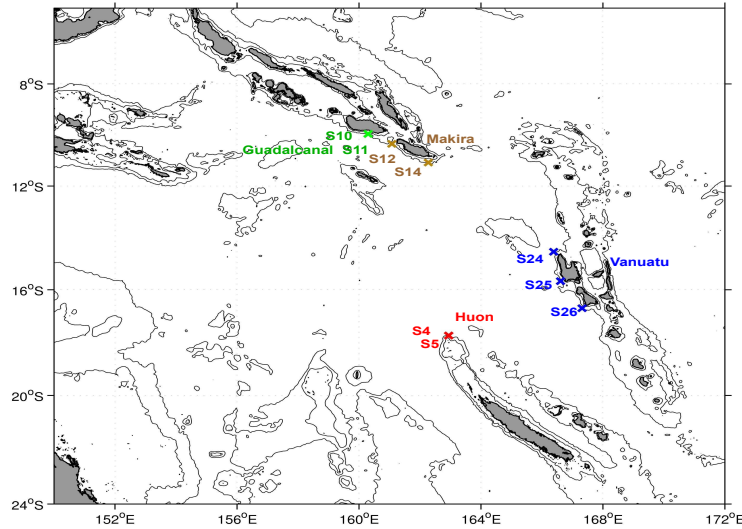 8°S
S10
Makira
Guadalcanal S11
S12
S14
12°S
S24
Vanuatu
S25
16°S
S26
Huon
S4
S5
20°S
24°S
152°E 156°E 160°E 164°E 168°E 172°E